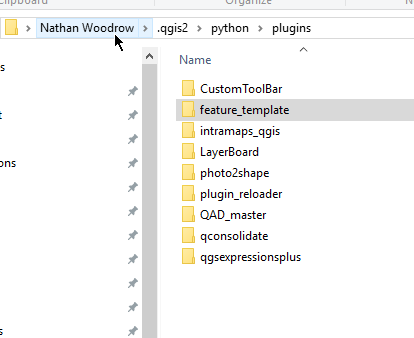 Clipboard
Organize
Nathan Woodrow > .qgis2 > python > plugins
Name
s
CustomToolBar
feature_template
t
intramaps_qgis
LayerBoard
ons
photo2shape
plugin_reloader
QAD_master
qconsolidate
qgsexpressionsplus
s